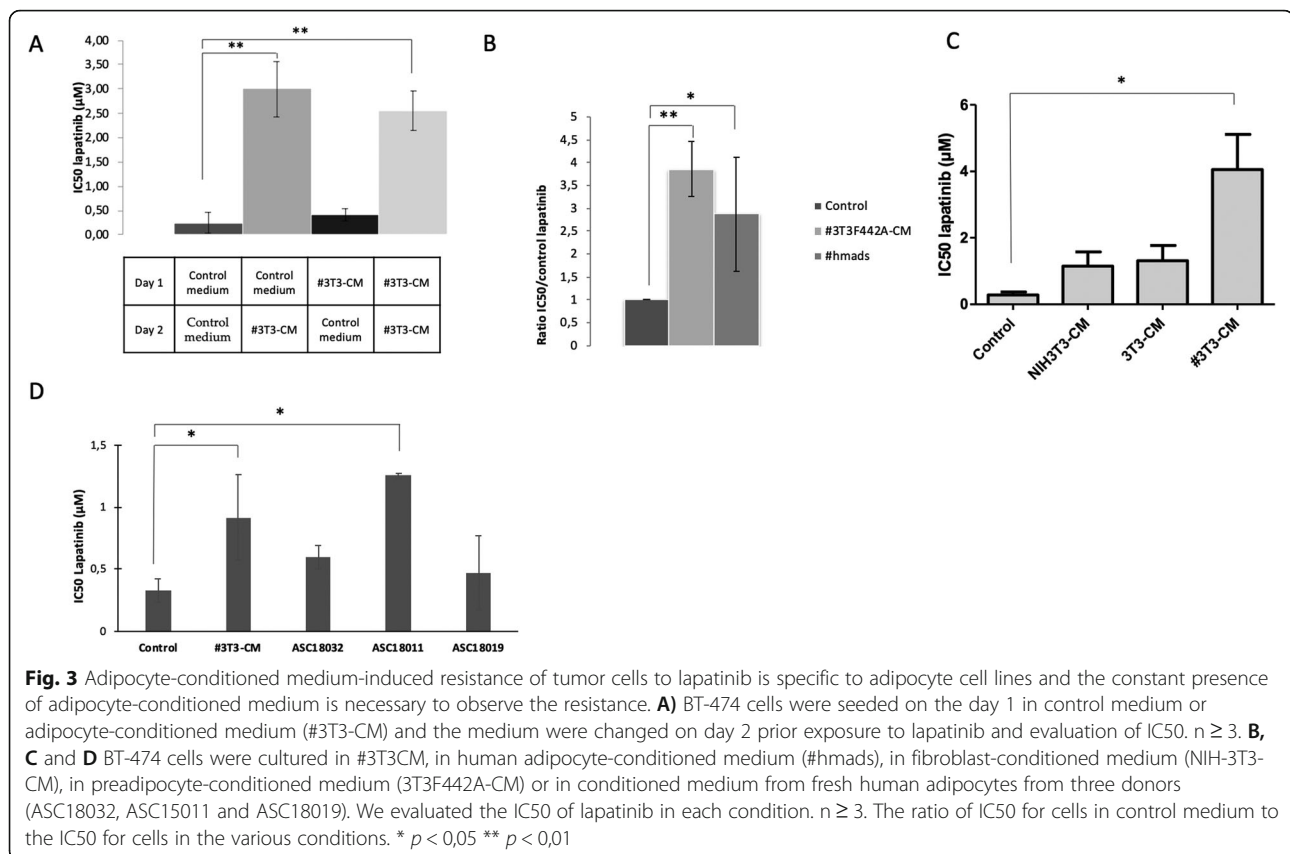 A
IC50 lapatinib (µM)
4,00
3,50
3,00
2,50
2,00
1,50
1,00
0,50
0,00
**
**
Day 1 Control medium Control medium #3T3-CM #3T3-CM
Day 2 Control medium #3T3-CM Control medium #3T3-CM
B
Ratio IC50/control lapatinib
5
4,5
4
3,5
3
2,5
2
1,5
1
0,5
0
*
**
Control
#3T3F442A-CM
#hmads
C
IC50 lapatinib (µM)
6
4
2
0
*
Control
NIH3T3-CM
3T3-CM
#3T3-CM
D
IC50 Lapatinib (µM)
1,5
1
0,5
0
*
*
Control #3T3-CM ASC18032 ASC18011 ASC18019
Fig. 3 Adipocyte-conditioned medium-induced resistance of tumor cells to lapatinib is specific to adipocyte cell lines and the constant presence
of adipocyte-conditioned medium is necessary to observe the resistance. A) BT-474 cells were seeded on the day 1 in control medium or
adipocyte-conditioned medium (#3T3-CM) and the medium were changed on day 2 prior exposure to lapatinib and evaluation of IC50. n ≥ 3. B,
C and D BT-474 cells were cultured in #3T3CM, in human adipocyte-conditioned medium (#hmads), in fibroblast-conditioned medium (NIH-3T3-
CM), in preadipocyte-conditioned medium (3T3F442A-CM) or in conditioned medium from fresh human adipocytes from three donors
(ASC18032, ASC15011 and ASC18019). We evaluated the IC50 of lapatinib in each condition. n ≥ 3. The ratio of IC50 for cells in control medium to
the IC50 for cells in the various conditions. * p < 0,05 ** p < 0,01